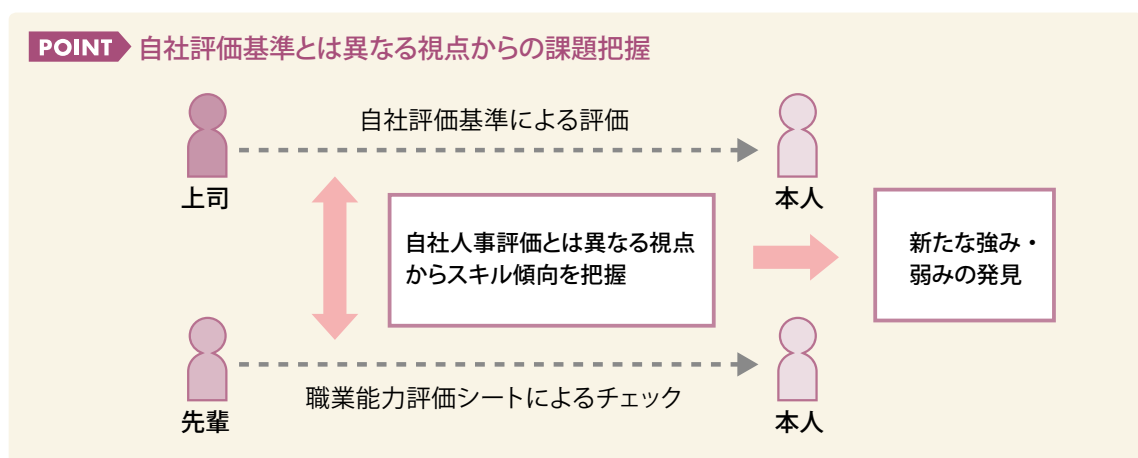 POINT 自社評価基準とは異なる視点からの課題把握
自社評価基準による評価
上司
本人
自社人事評価とは異なる視点
からスキル傾向を把握
新たな強み・
弱みの発見
職業能力評価シートによるチェック
先輩
本人